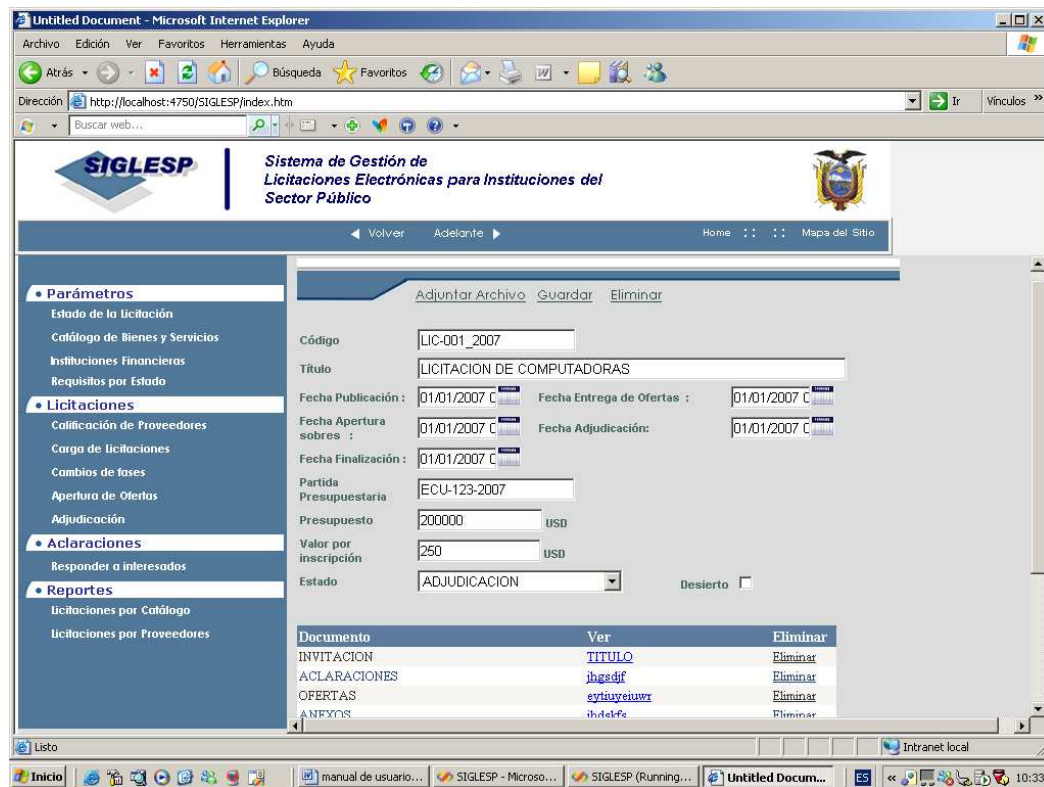 Untitled Document - Microsoft Internet Explorer
Archivo Edición Ver Favoritos Herramientas Ayuda
Atrás Búsqueda Favoritos
Dirección http://localhost:4750/SIGLESP/index.htm Ir Vínculos »
Buscar web...
SIGLESP
Sistema de Gestión de
Licitaciones Electrónicas para Instituciones del
Sector Público
Volver Adelante Home :: :: Mapa del Sitio
Adjuntar Archivo Guardar Eliminar
• Parámetros
Estado de la Licitación
Catálogo de Bienes y Servicios
Instituciones Financieras
Requisitos por Estado
• Licitaciones
Calificación de Proveedores
Carga de Licitaciones
Cambios de fases
Apertura de Ofertas
Adjudicación
• Aclaraciones
Responder a interesados
• Reportes
Licitaciones por Catálogo
Licitaciones por Proveedores
Código LIC-001_2007
Título LICITACION DE COMPUTADORAS
Fecha Publicación : 01/01/2007 Fecha Entrega de Ofertas : 01/01/2007
Fecha Apertura
sobres : 01/01/2007 Fecha Adjudicación: 01/01/2007
Fecha Finalización : 01/01/2007
Partida
Presupuestaria ECU-123-2007
Presupuesto 200000 USD
Valor por
inscripción 250 USD
Estado ADJUDICACION Desierto
Documento Ver Eliminar
INVITACION TITULO Eliminar
ACLARACIONES jhgsdjf Eliminar
OFERTAS eytiuyeiuwr Eliminar
ANEXOS jhdskfs Eliminar
Listo Intranet local
Inicio manual de usuario... SIGLESP - Microso... SIGLESP (Running... Untitled Docum... ES « 10:33